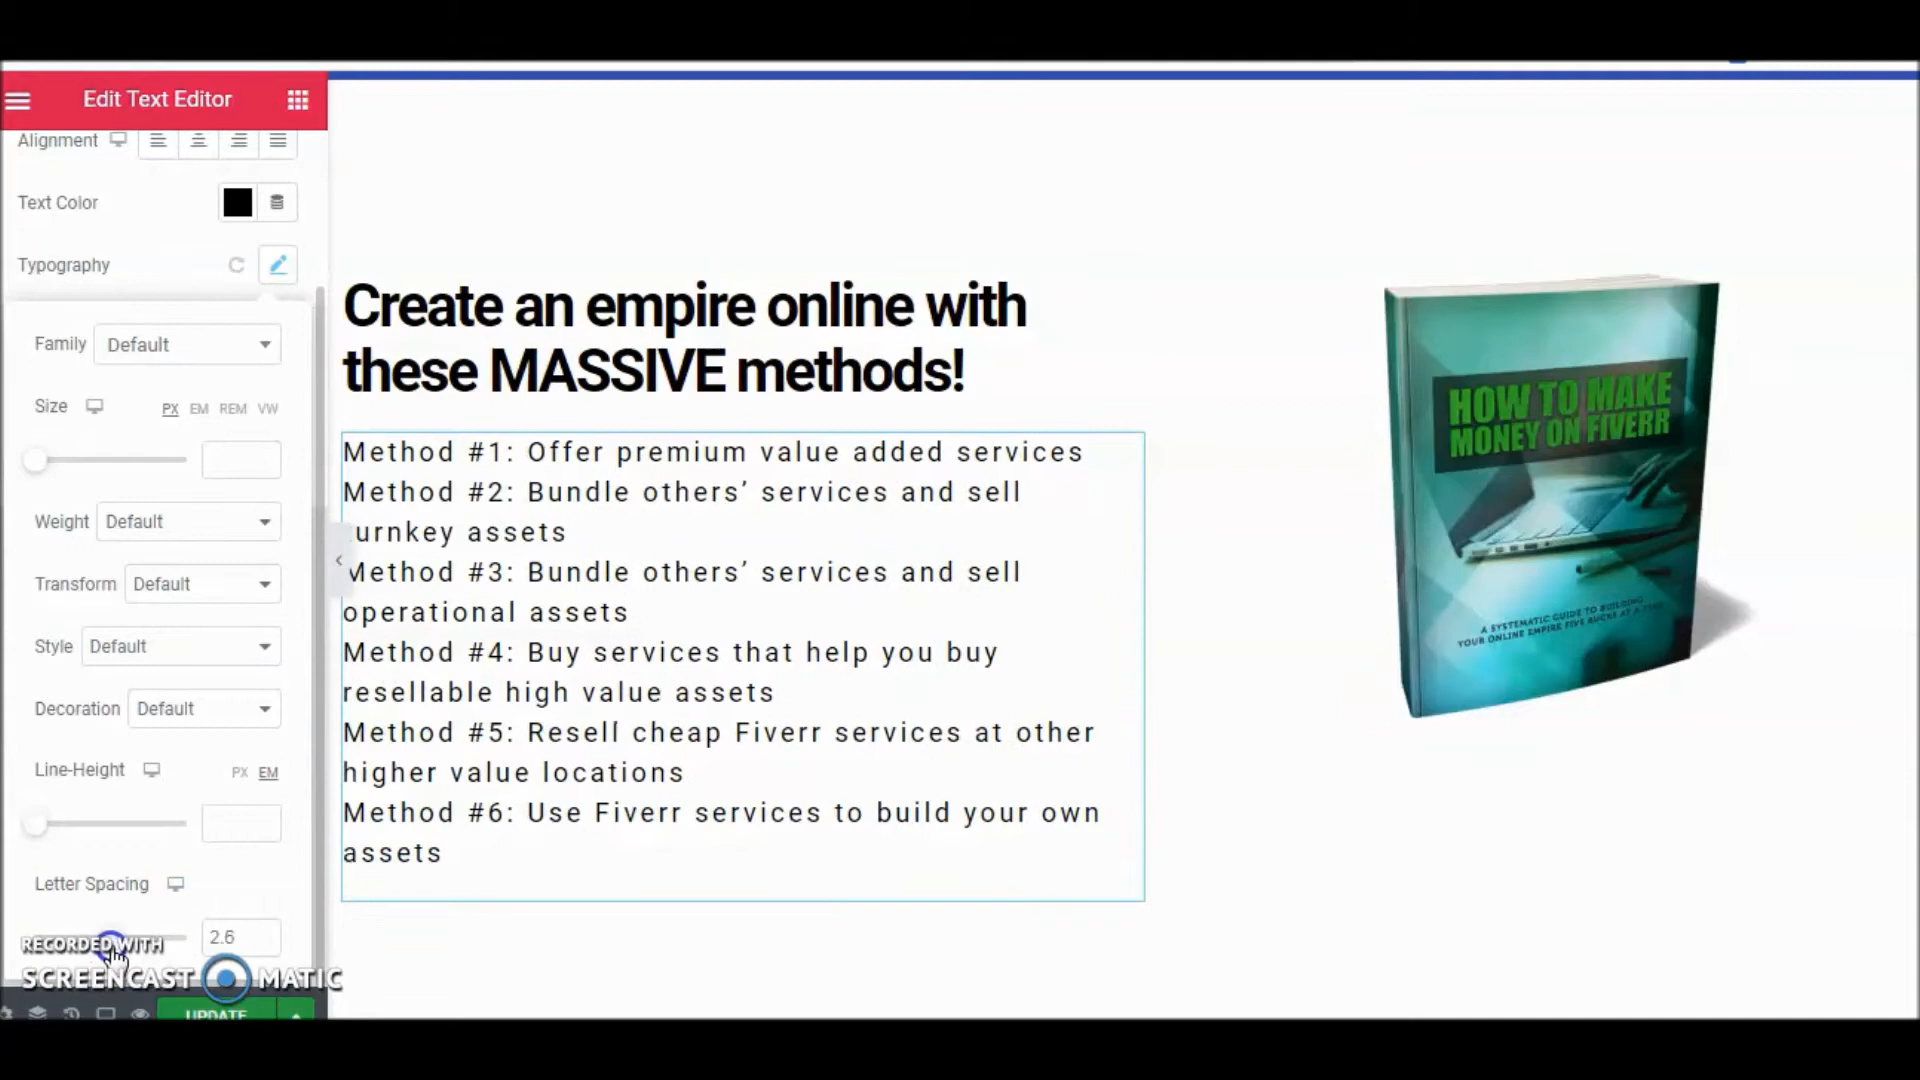 Edit Text Editor
Alignment
Text Color
Typography
Family Default
Size PX EM REM VW
Weight Default
Transform Default
Style Default
Decoration Default
Line-Height PX EM
Letter Spacing
2.6
RECORDED WITH
SCREENCAST MATIC
UPDATE
Create an empire online with
these MASSIVE methods!
Method #1: Offer premium value added services
Method #2: Bundle others’ services and sell
turnkey assets
Method #3: Bundle others’ services and sell
operational assets
Method #4: Buy services that help you buy
resellable high value assets
Method #5: Resell cheap Fiverr services at other
higher value locations
Method #6: Use Fiverr services to build your own
assets
HOW TO MAKE
MONEY ON FIVERR
A SYSTEMATIC GUIDE TO BUILDING
YOUR ONLINE EMPIRE FIVE BUCKS AT A TIME